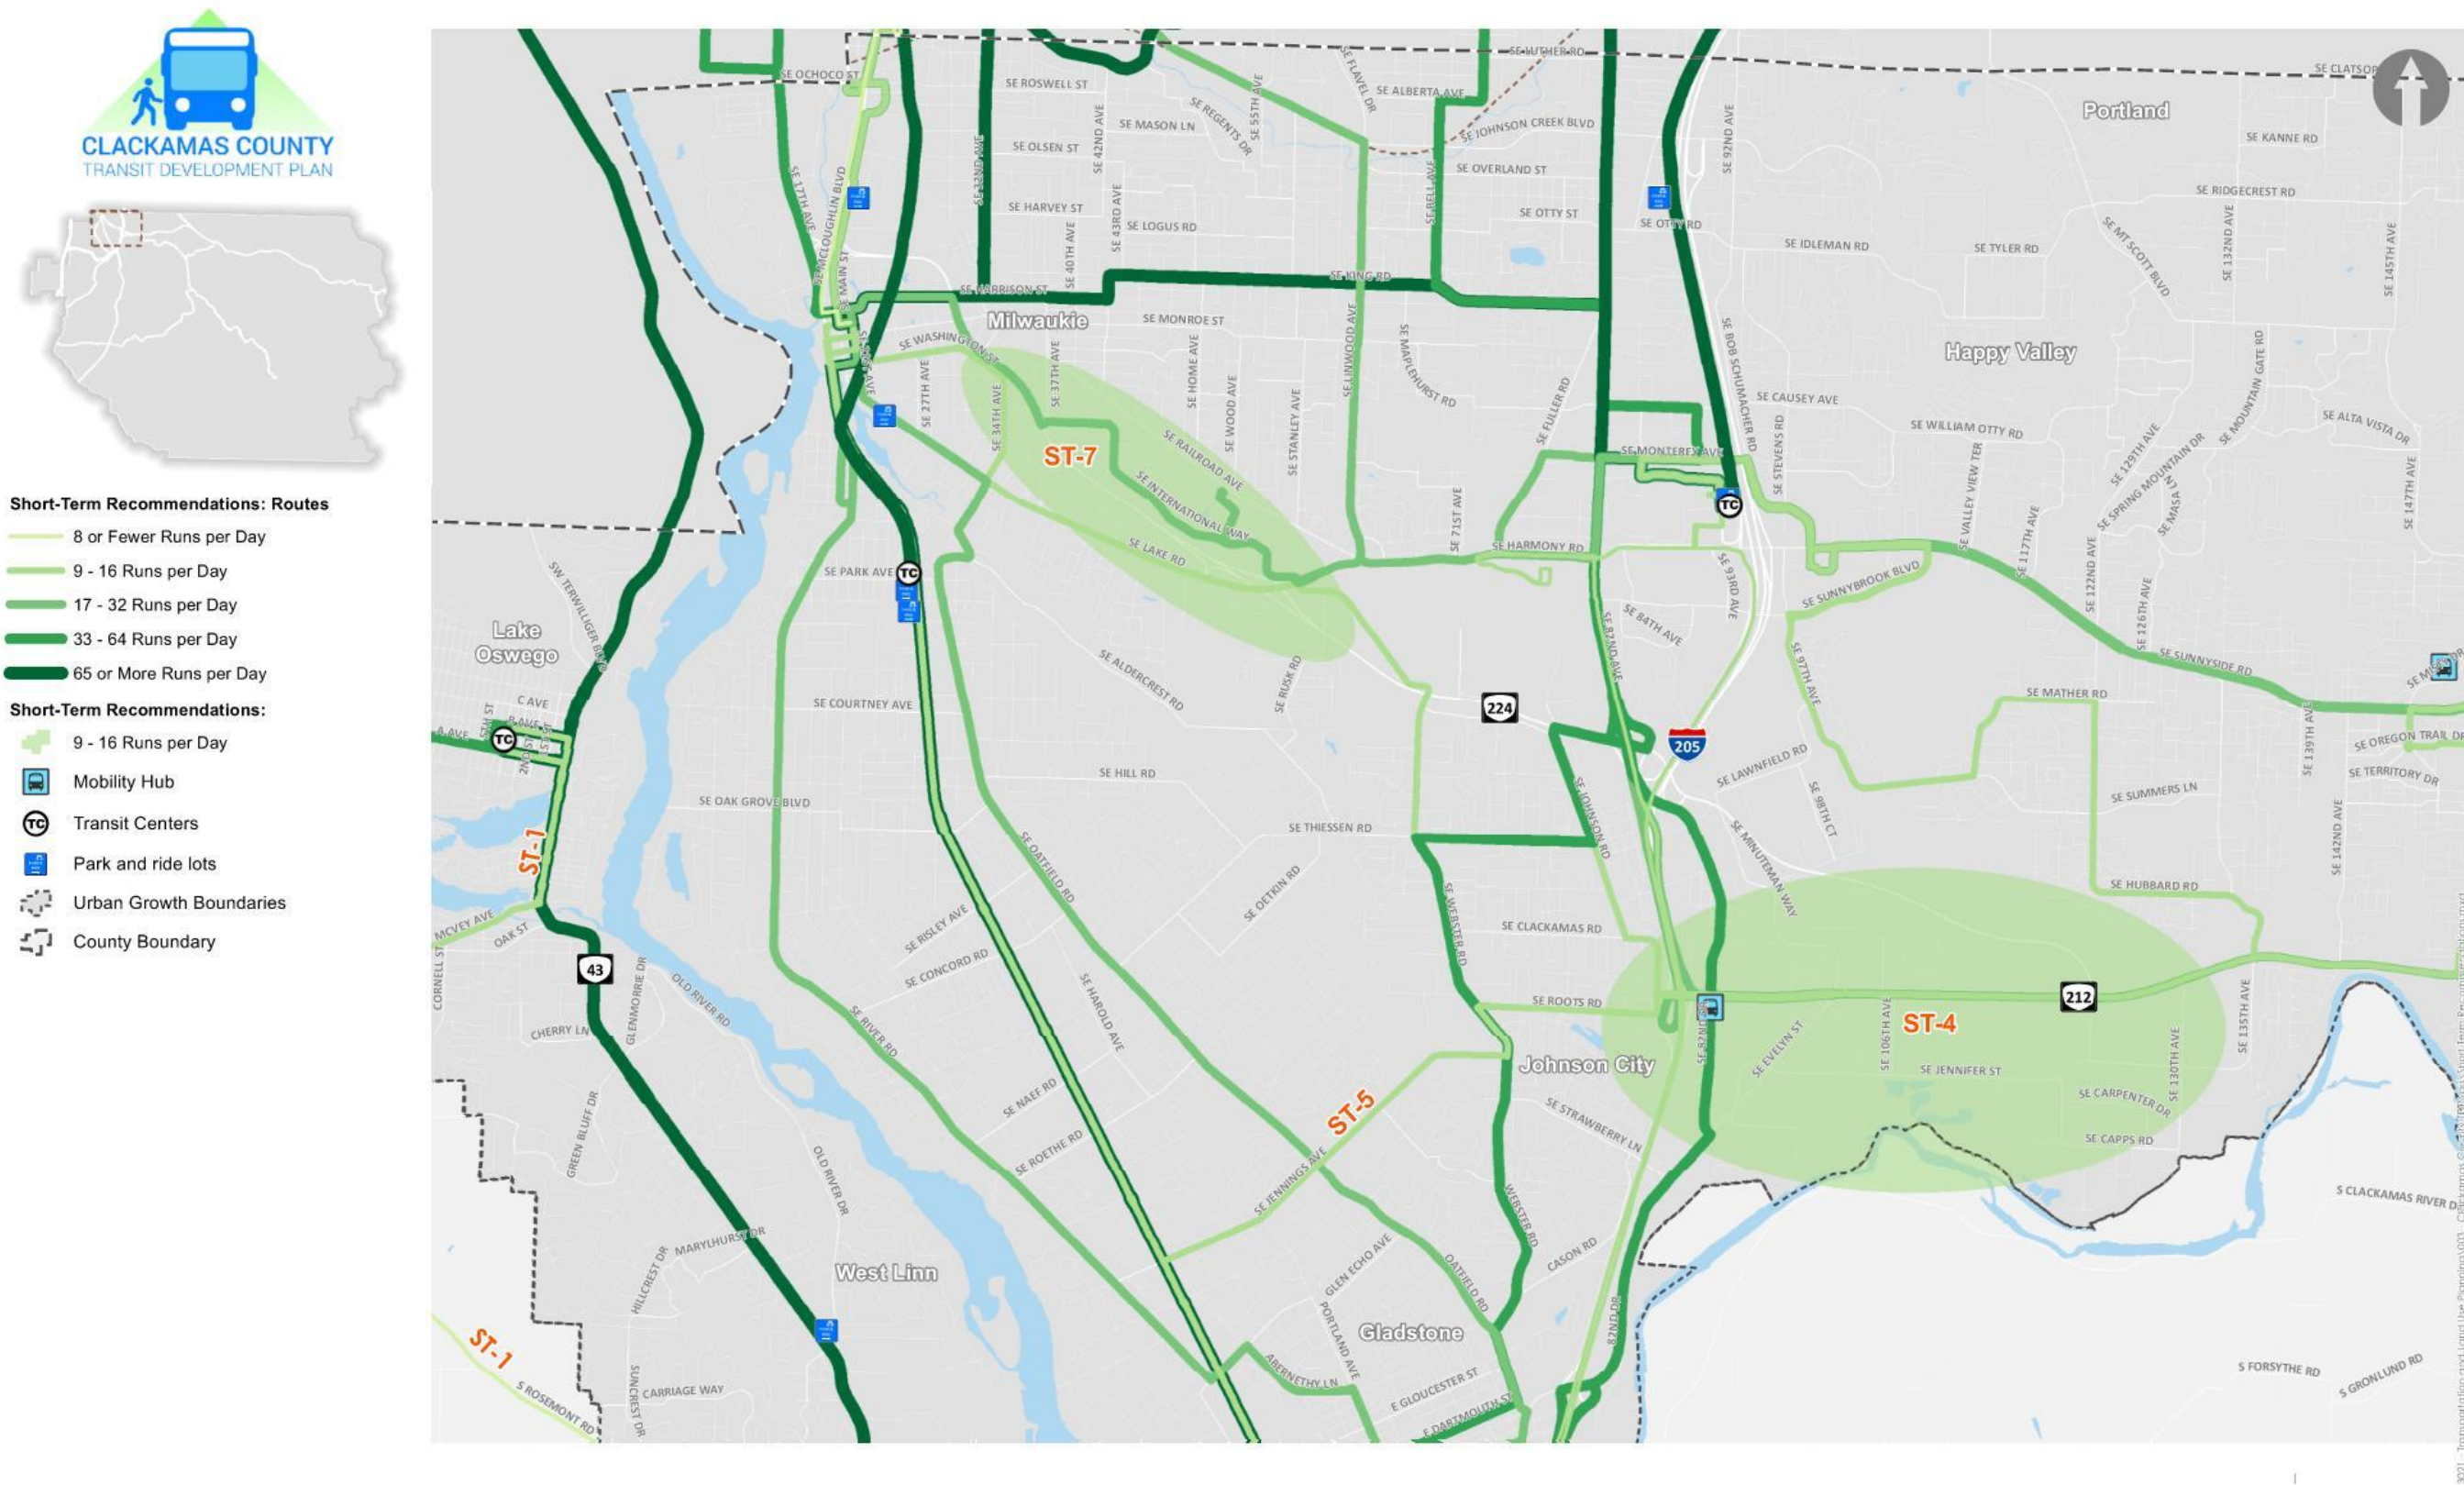 CLACKAMAS COUNTY
TRANSIT DEVELOPMENT PLAN
Short-Term Recommendations: Routes
8 or Fewer Runs per Day
9 - 16 Runs per Day
17 - 32 Runs per Day
33 - 64 Runs per Day
65 or More Runs per Day
Short-Term Recommendations:
9 - 16 Runs per Day
Mobility Hub
TC
Transit Centers
Park and ride lots
Urban Growth Boundaries
County Boundary
SE LUTHER RD
SE OCHOCO ST
SE ROSWELL ST
SE FLAVEL DR
SE ALBERTA AVE
SE CLATSOP
SE 42ND AVE
SE MASON LN
SE REGENTS DR
SE 55TH AVE
SE JOHNSON CREEK BLVD
SE 92ND AVE
Portland
SE KANNE RD
SE OLSEN ST
SE OVERLAND ST
SE 17TH AVE
SE MCLOUGHLIN BLVD
SE 32ND AVE
SE 43RD AVE
SE BELL AVE
SE RIDGECREST RD
SE HARVEY ST
SE LOGUS RD
SE OTTY ST
SE OTTY RD
SE 40TH AVE
SE IDLEMAN RD
SE TYLER RD
SE MT SCOTT BLVD
SE 132ND AVE
SE 145TH AVE
SE MAIN ST
SE HARRISON ST
SE KING RD
Milwaukie
SE MONROE ST
SE WASHINGTON ST
SE LINWOOD AVE
SE MAPLEHURST RD
SE BOB SCHUMACHER RD
Happy Valley
SE MOUNTAIN GATE RD
SE 27TH AVE
SE 34TH AVE
SE 37TH AVE
SE HOME AVE
SE WOOD AVE
SE STANLEY AVE
SE FULLER RD
SE CAUSEY AVE
SE STEVENS RD
SE WILLIAM OTTY RD
SE ALTA VISTA DR
ST-7
SE RAILROAD AVE
SE MONTEREY AVE
SE VALLEY VIEW TER
SE 129TH AVE
SE SPRING MOUNTAIN DR
SE 147TH AVE
SE INTERNATIONAL WAY
SE 71ST AVE
TC
SE 117TH AVE
SE LAKE RD
SE HARMONY RD
SE 93RD AVE
SE SUNNYBROOK BLVD
SE 122ND AVE
SE 126TH AVE
SW TERWILLIGER BLVD
SE PARK AVE
TC
SE 84TH AVE
SE 82ND AVE
Lake
Oswego
SE ALDERCREST RD
SE RUSK RD
SE 97TH AVE
SE SUNNYSIDE RD
C AVE
B AVE
A AVE
5TH ST
2ND ST
1ST ST
TC
SE COURTNEY AVE
224
205
SE MATHER RD
SE 139TH AVE
SE OREGON TRAIL DR
SE HILL RD
SE LAWNFIELD RD
SE 98TH CT
SE TERRITORY DR
SE OAK GROVE BLVD
SE THIESSEN RD
SE JOHNSON RD
SE SUMMERS LN
ST-1
SE OATFIELD RD
SE OETKIN RD
SE MINUTEMAN WAY
SE 142ND AVE
SE HUBBARD RD
MCVEY AVE
OAK ST
CORNELL ST
SE RISLEY AVE
SE CONCORD RD
SE WEBSTER RD
SE CLACKAMAS RD
43
GLENMORRIE DR
OLD RIVER RD
SE HAROLD AVE
SE ROOTS RD
212
CHERRY LN
SE RIVER RD
SE 82ND DR
SE EVELYN ST
SE 106TH AVE
ST-4
SE 135TH AVE
SE 130TH AVE
Johnson City
SE JENNIFER ST
SE NAEF RD
ST-5
SE STRAWBERRY LN
SE CARPENTER DR
GREEN BLUFF DR
SE ROETHE RD
SE CAPPS RD
OLD RIVER DR
SE JENNINGS AVE
WEBSTER RD
S CLACKAMAS RIVER D
MARYLHURST DR
HILLCREST DR
West Linn
GLEN ECHO AVE
OATFIELD RD
CASON RD
82ND DR
PORTLAND AVE
Gladstone
ST-1
S ROSEMONT RD
SUNCREST DR
CARRIAGE WAY
ABERNETHY LN
E GLOUCESTER ST
E DARTMOUTH ST
S FORSYTHE RD
S GRONLUND RD